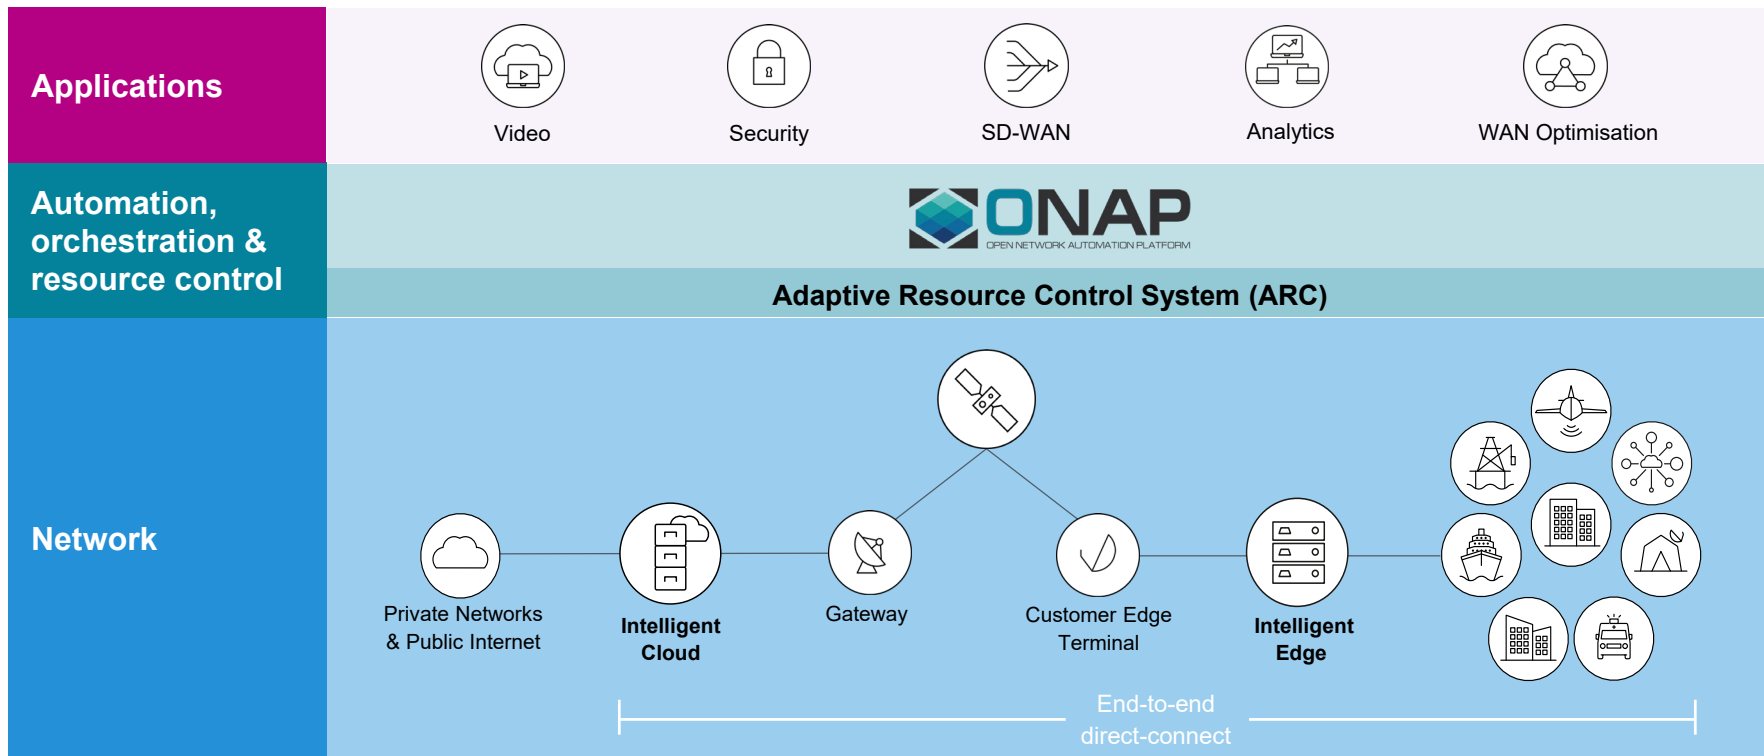 Applications
Video
Security
SD-WAN
Analytics
WAN Optimisation
Automation,
orchestration &
resource control
ONAP
OPEN NETWORK AUTOMATION PLATFORM
Adaptive Resource Control System (ARC)
Network
Private Networks
& Public Internet
Intelligent
Cloud
Gateway
Customer Edge
Terminal
Intelligent
Edge
End-to-end
direct-connect